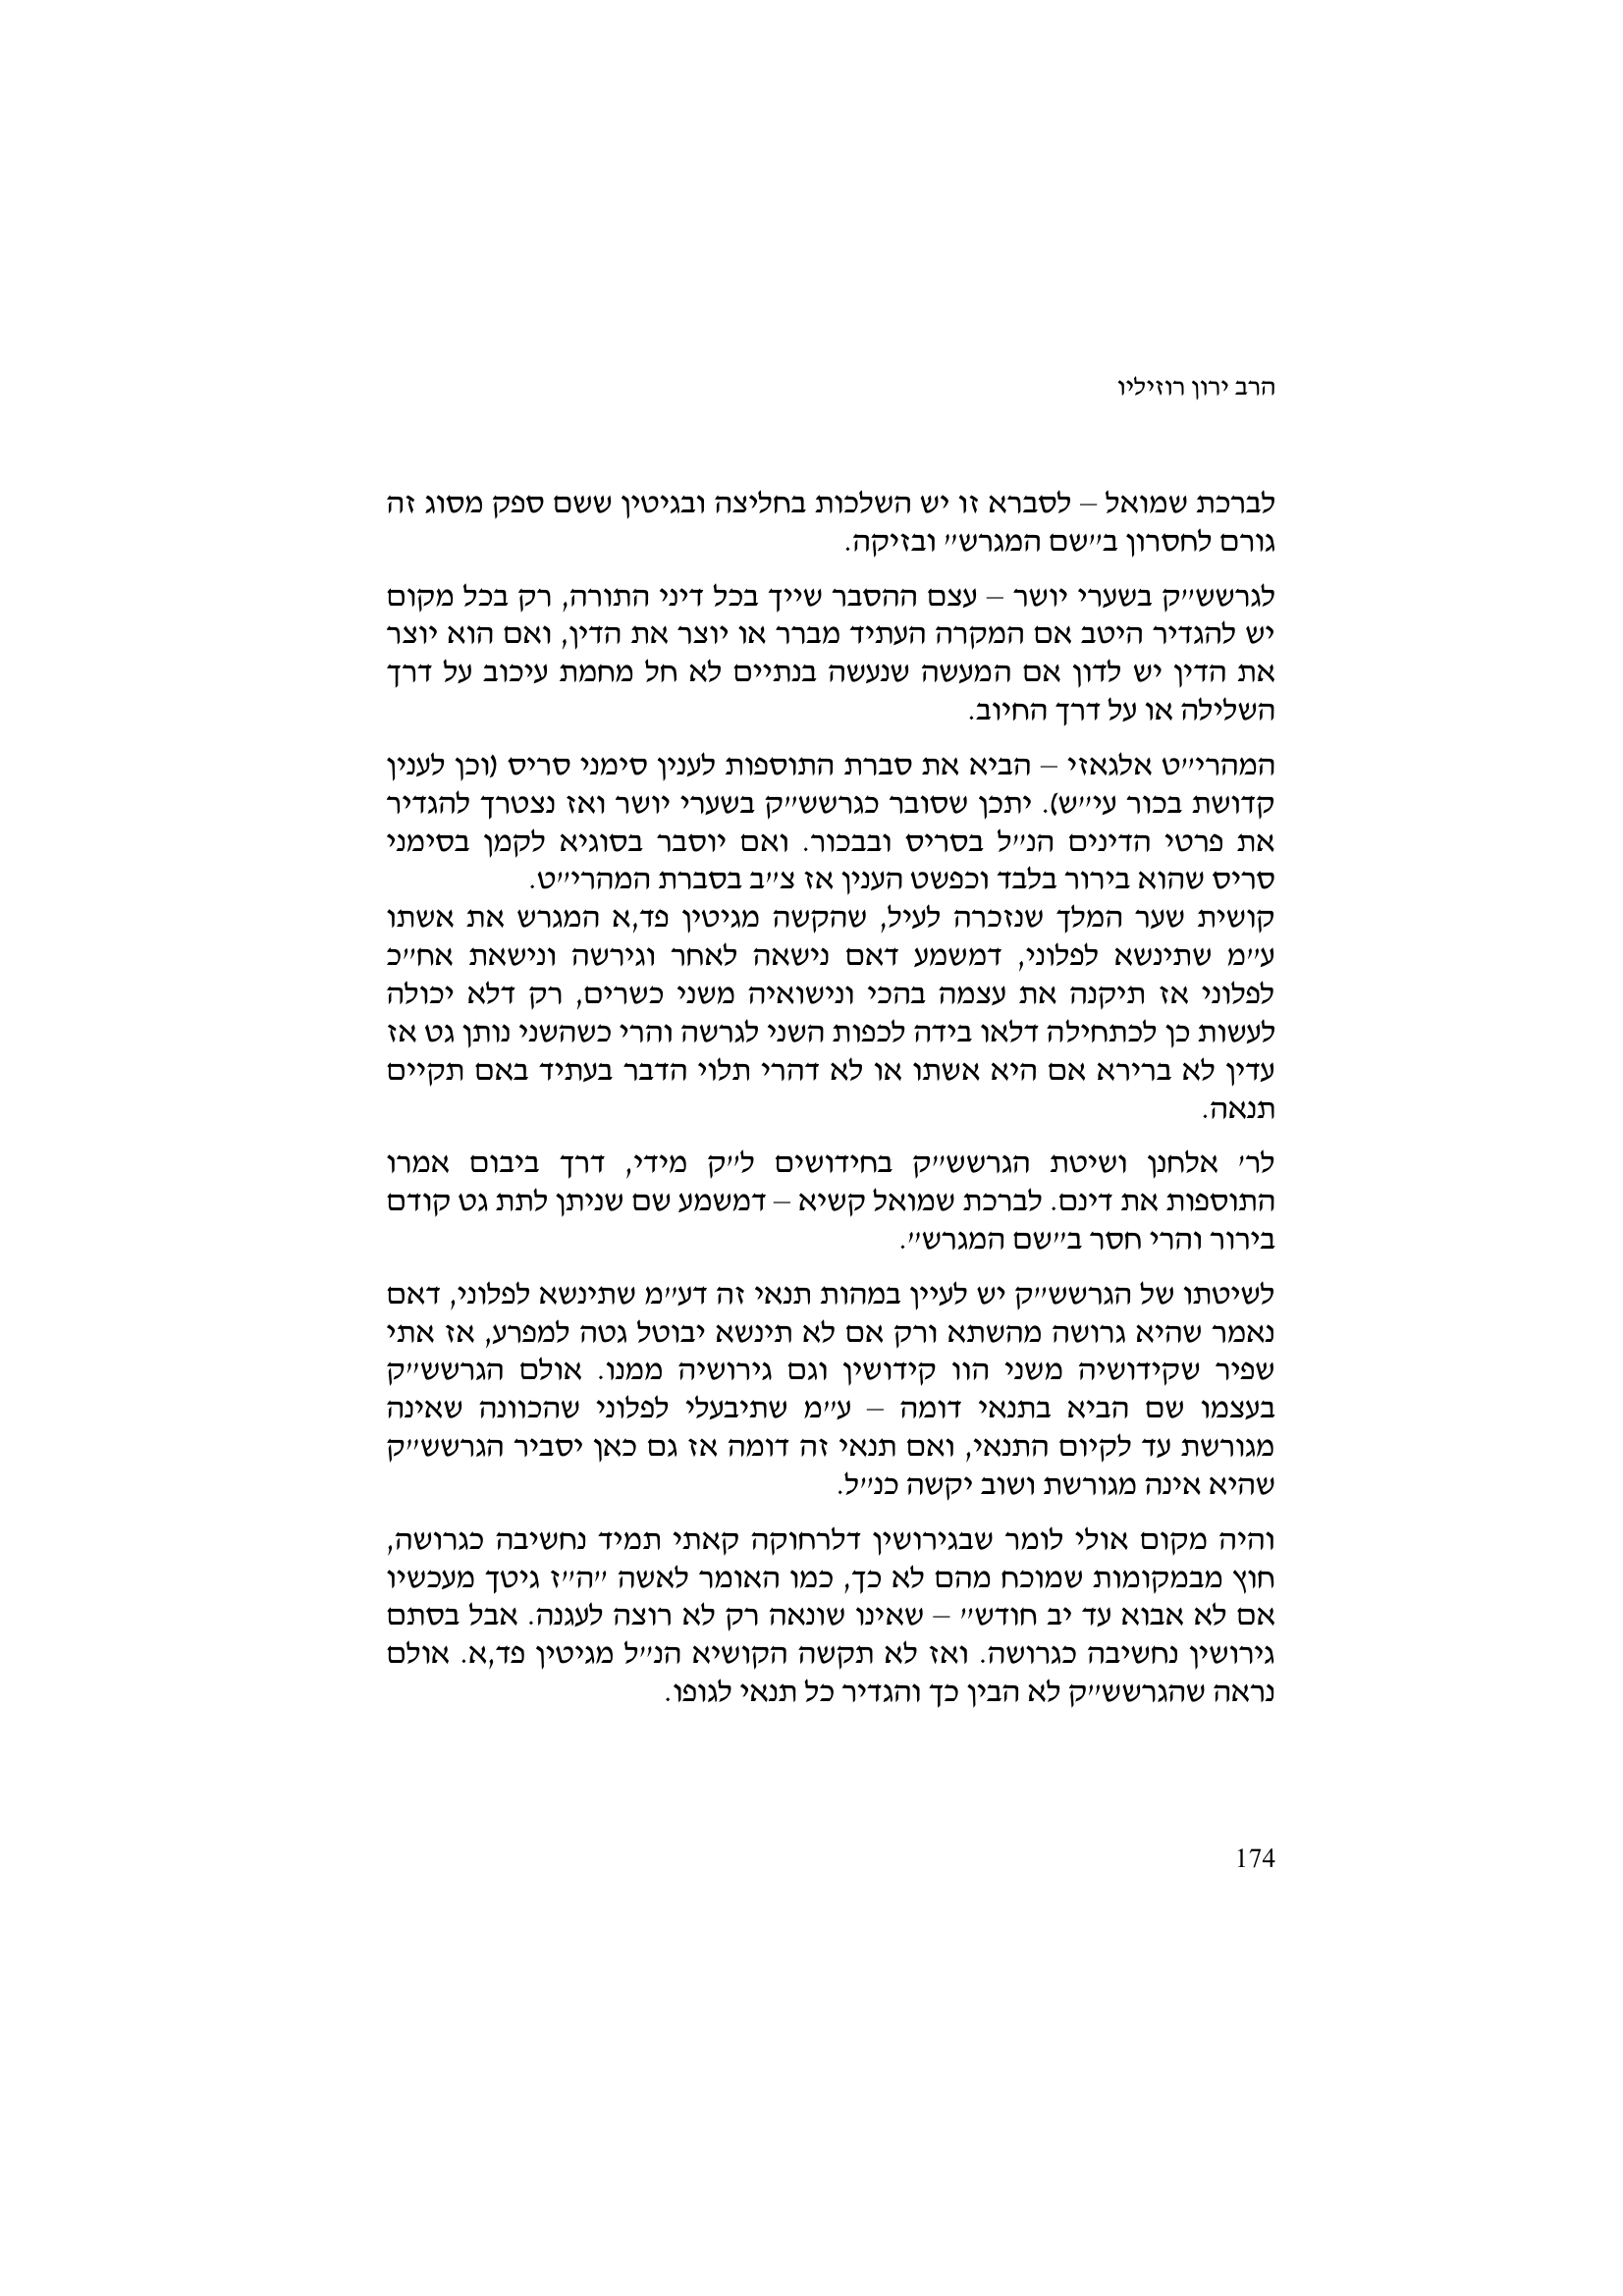 הרב ירון רוזיליו
לברכת שמואל – לסברא זו יש השלכות בחליצה ובגיטין ששם ספק מסוג זה
גורם לחסרון ב״שם המגרש״ ובזיקה.
לגרשש״ק בשערי יושר – עצם ההסבר שייך בכל דיני התורה, רק בכל מקום
יש להגדיר היטב אם המקרה העתיד מברר או יוצר את הדין, ואם הוא יוצר
את הדין יש לדון אם המעשה שנעשה בנתיים לא חל מחמת עיכוב על דרך
השלילה או על דרך החיוב.
המהרי״ט אלגאזי – הביא את סברת התוספות לענין סימני סריס (וכן לענין
קדושת בכור עי״ש). יתכן שסובר כגרשש״ק בשערי יושר ואז נצטרך להגדיר
את פרטי הדינים הנ״ל בסריס ובבכור. ואם יוסבר בסוגיא לקמן בסימני
סריס שהוא בירור בלבד וכפשט הענין אז צ״ב בסברת המהרי״ט.
קושית שער המלך שנזכרה לעיל, שהקשה מגיטין פד,א המגרש את אשתו
ע״מ שתינשא לפלוני, דמשמע דאם נישאה לאחר וגירשה ונישאת אח״כ
לפלוני אז תיקנה את עצמה בהכי ונישואיה משני כשרים, רק דלא יכולה
לעשות כן לכתחילה דלאו בידה לכפות השני לגרשה והרי כשהשני נותן גט אז
עדין לא ברירא אם היא אשתו או לא דהרי תלוי הדבר בעתיד באם תקיים
תנאה.
לר׳ אלחנן ושיטת הגרשש״ק בחידושים ל״ק מידי, דרך ביבום אמרו
התוספות את דינם. לברכת שמואל קשיא – דמשמע שם שניתן לתת גט קודם
בירור והרי חסר ב״שם המגרש״.
לשיטתו של הגרשש״ק יש לעיין במהות תנאי זה דע״מ שתינשא לפלוני, דאם
נאמר שהיא גרושה מהשתא ורק אם לא תינשא יבוטל גטה למפרע, אז אתי
שפיר שקידושיה משני הוו קידושין וגם גירושיה ממנו. אולם הגרשש״ק
בעצמו שם הביא בתנאי דומה – ע״מ שתיבעלי לפלוני שהכוונה שאינה
מגורשת עד לקיום התנאי, ואם תנאי זה דומה אז גם כאן יסביר הגרשש״ק
שהיא אינה מגורשת ושוב יקשה כנ״ל.
והיה מקום אולי לומר שבגירושין דלרחוקה קאתי תמיד נחשיבה כגרושה,
חוץ מבמקומות שמוכח מהם לא כך, כמו האומר לאשה ״ה״ז גיטך מעכשיו
אם לא אבוא עד יב חודש״ – שאינו שונאה רק לא רוצה לעגנה. אבל בסתם
גירושין נחשיבה כגרושה. ואז לא תקשה הקושיא הנ״ל מגיטין פד,א. אולם
נראה שהגרשש״ק לא הבין כך והגדיר כל תנאי לגופו.
174